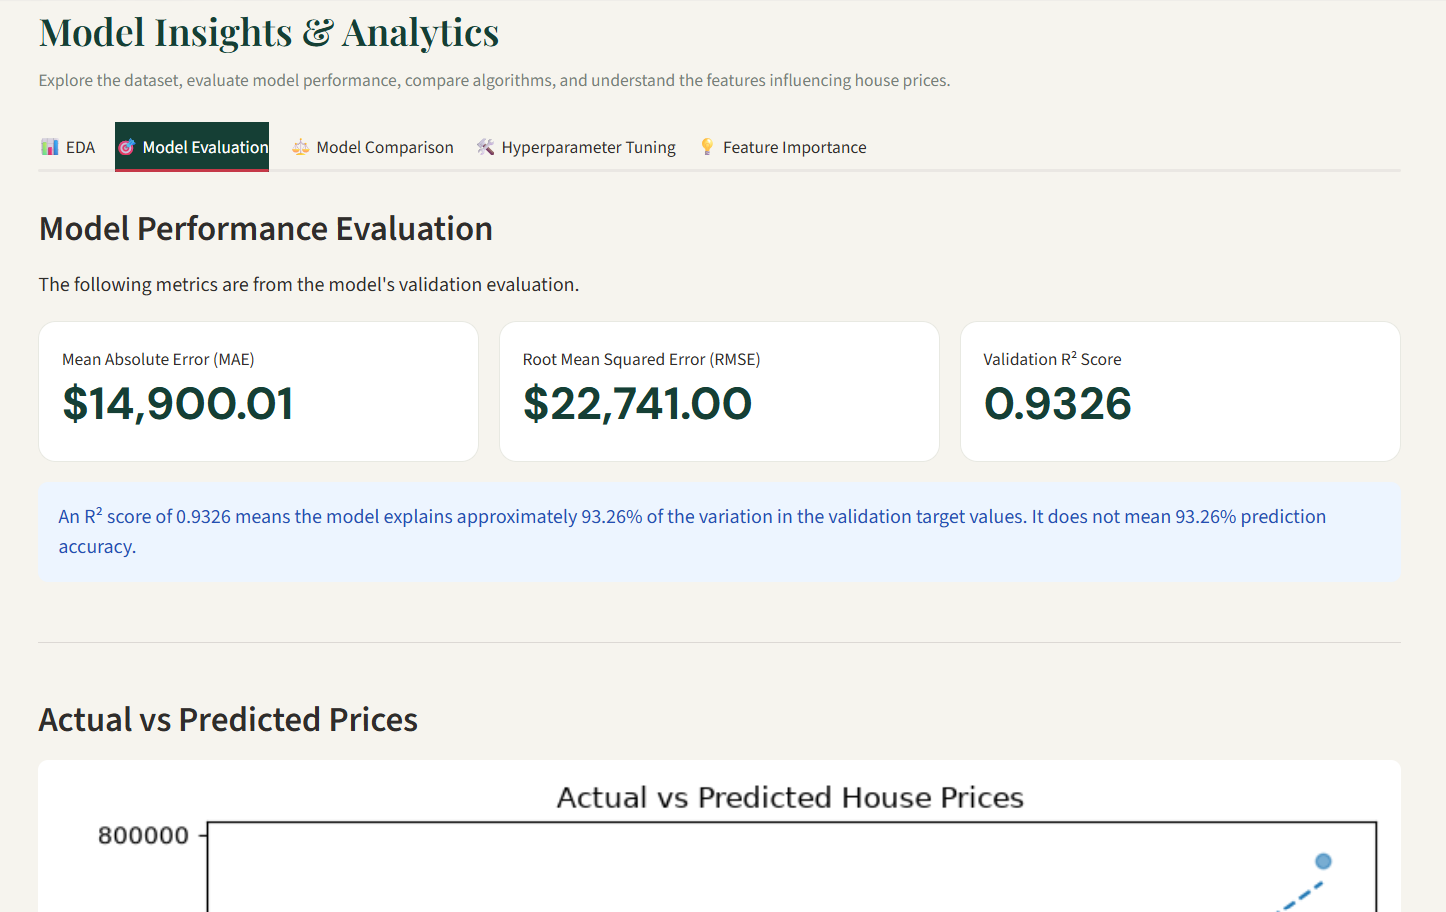 Model Insights & Analytics
Explore the dataset, evaluate model performance, compare algorithms, and understand the features influencing house prices.
📊 EDA 🎯 Model Evaluation ⚖️ Model Comparison 🛠️ Hyperparameter Tuning 💡 Feature Importance
Model Performance Evaluation
The following metrics are from the model's validation evaluation.
Mean Absolute Error (MAE)
$14,900.01
Root Mean Squared Error (RMSE)
$22,741.00
Validation R² Score
0.9326
An R² score of 0.9326 means the model explains approximately 93.26% of the variation in the validation target values. It does not mean 93.26% prediction
accuracy.
Actual vs Predicted Prices
Actual vs Predicted House Prices
800000